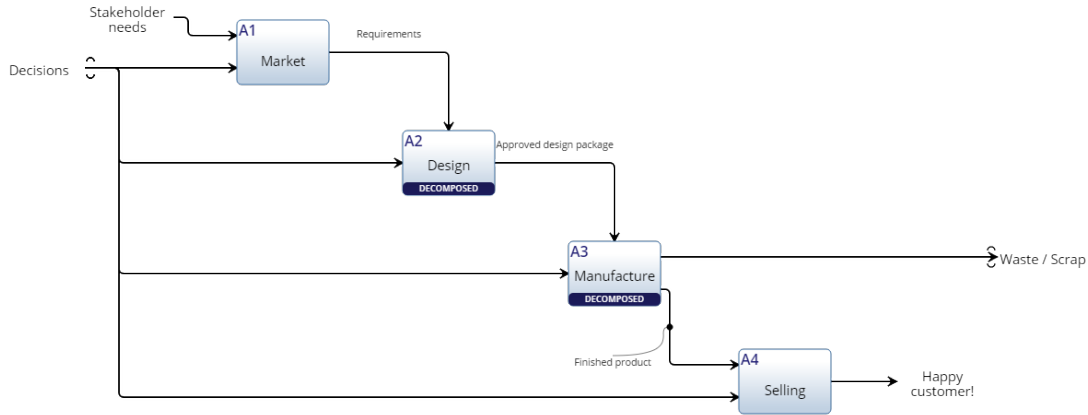 Stakeholder
needs
A1
Market
Requirements
Decisions
A2
Design
DECOMPOSED
Approved design package
A3
Manufacture
DECOMPOSED
Waste / Scrap
Finished product
A4
Selling
Happy
customer!